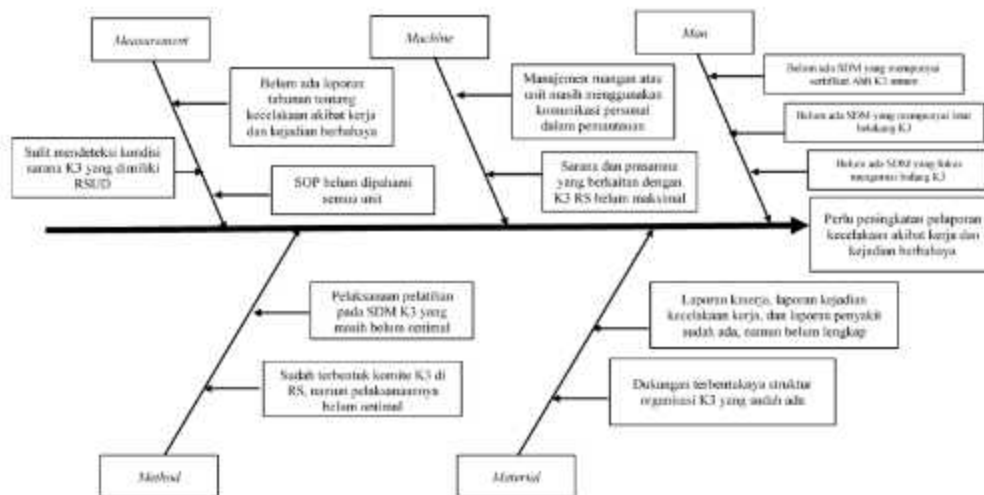 Measurement
Machine
Man
Belum ada laporan
tahunan tentang
kecelakaan akibat kerja
dan kejadian berbahaya
Sulit mendeteksi kondisi
sarana K3 yang dimiliki
RSUD
SOP belum dipahami
semua unit
Manajemen ruangan atas
unit masih menggunakan
komunikasi personal
dalam pemantauan
Sarana dan prasarana
yang berkaitan dengan
K3 RS belum maksimal
Belum ada SDM yang mempunyai
sertifikat Ahli K3 umum
Belum ada SDM yang mempunyai latar
belakang K3
Belum ada SDM yang fokus
mengurusi bidang K3
Perlu peningkatan pelaporan
kecelakaan akibat kerja dan
kejadian berbahaya
Pelaksanaan pelatihan
pada SDM K3 yang
masih belum optimal
Sudah terbentuk komite K3 di
RS, namun pelaksanaannya
belum optimal
Laporan kinerja, laporan kejadian
kecelakaan kerja, dan laporan penyakit
sudah ada, namun belum lengkap
Dukungan terbentuknya struktur
organisasi K3 yang sudah ada
Method
Material